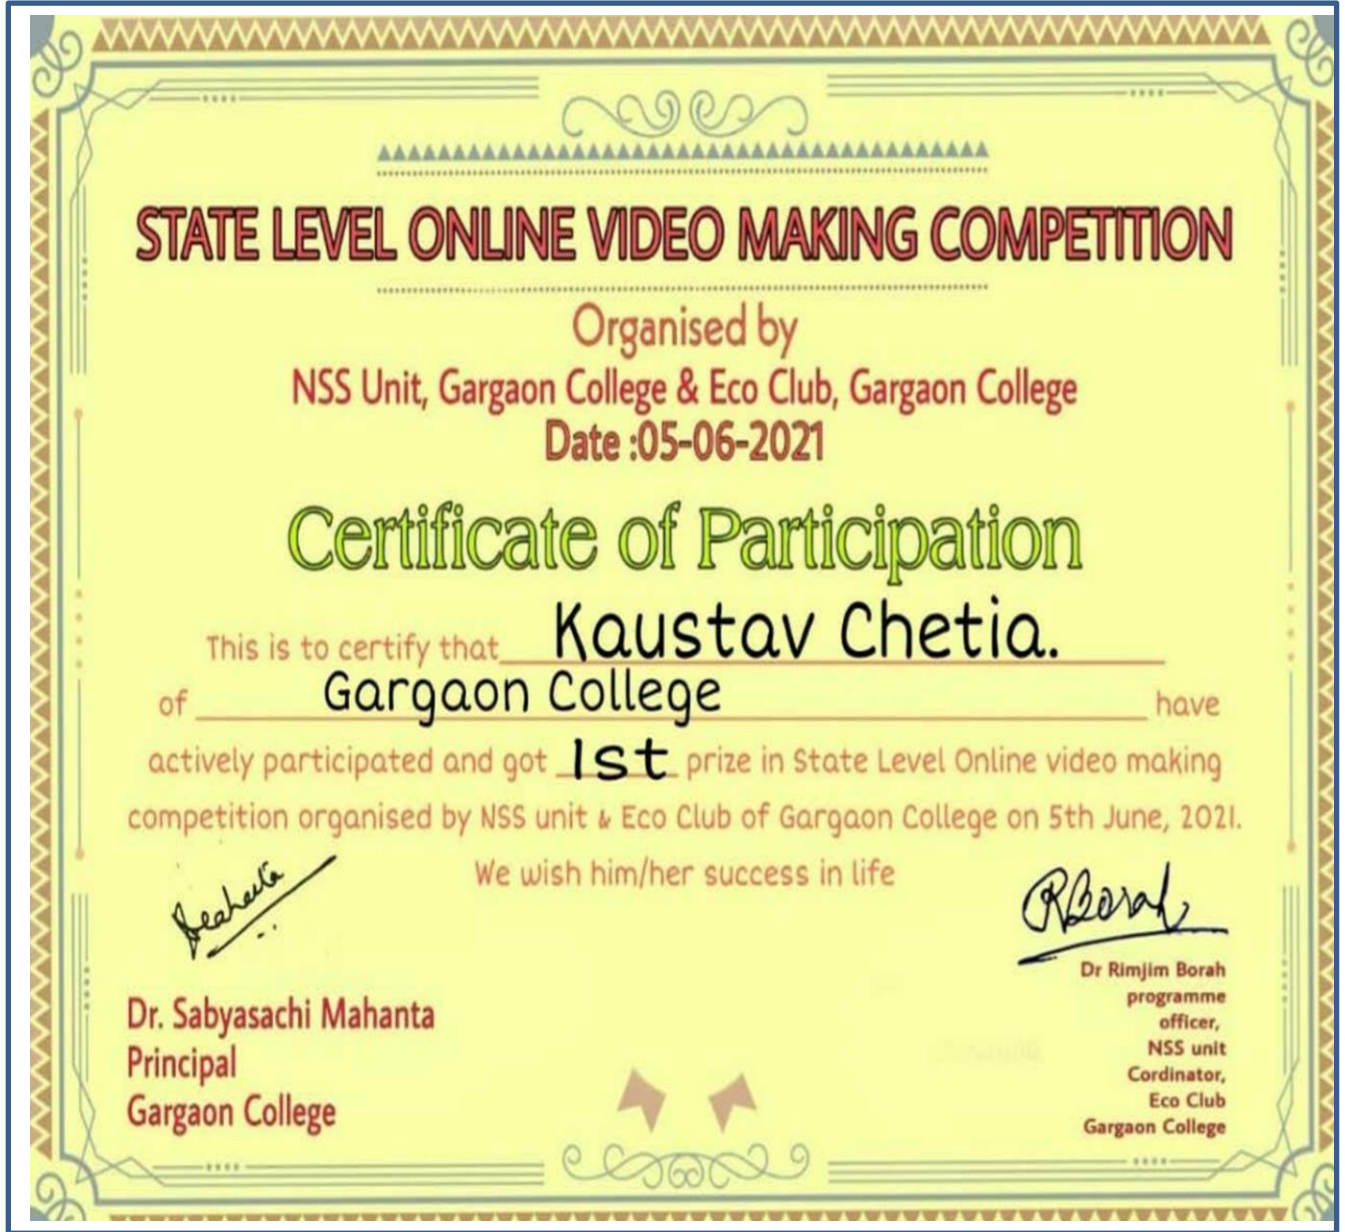 STATE LEVEL ONLINE VIDEO MAKING COMPETITION
Organised by
NSS Unit, Gargaon College & Eco Club, Gargaon College
Date :05-06-2021
Certificate of Participation
This is to certify that Kaustav Chetia.
of Gargaon College have
actively participated and got 1st prize in State Level Online video making
competition organised by NSS unit & Eco Club of Gargaon College on 5th June, 2021.
We wish him/her success in life
RBorah
Dr. Sabyasachi Mahanta
Principal
Gargaon College
Dr Rimjim Borah
programme
officer,
NSS unit
Cordinator,
Eco Club
Gargaon College